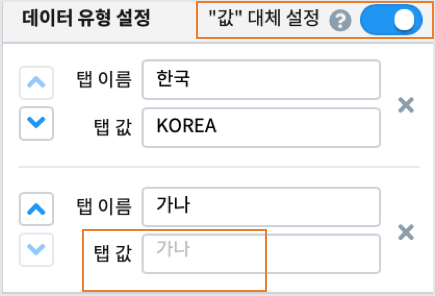 데이터 유형 설정 "값" 대체 설정 ?
탭 이름 한국
탭 값 KOREA
탭 이름 가나
탭 값 가나